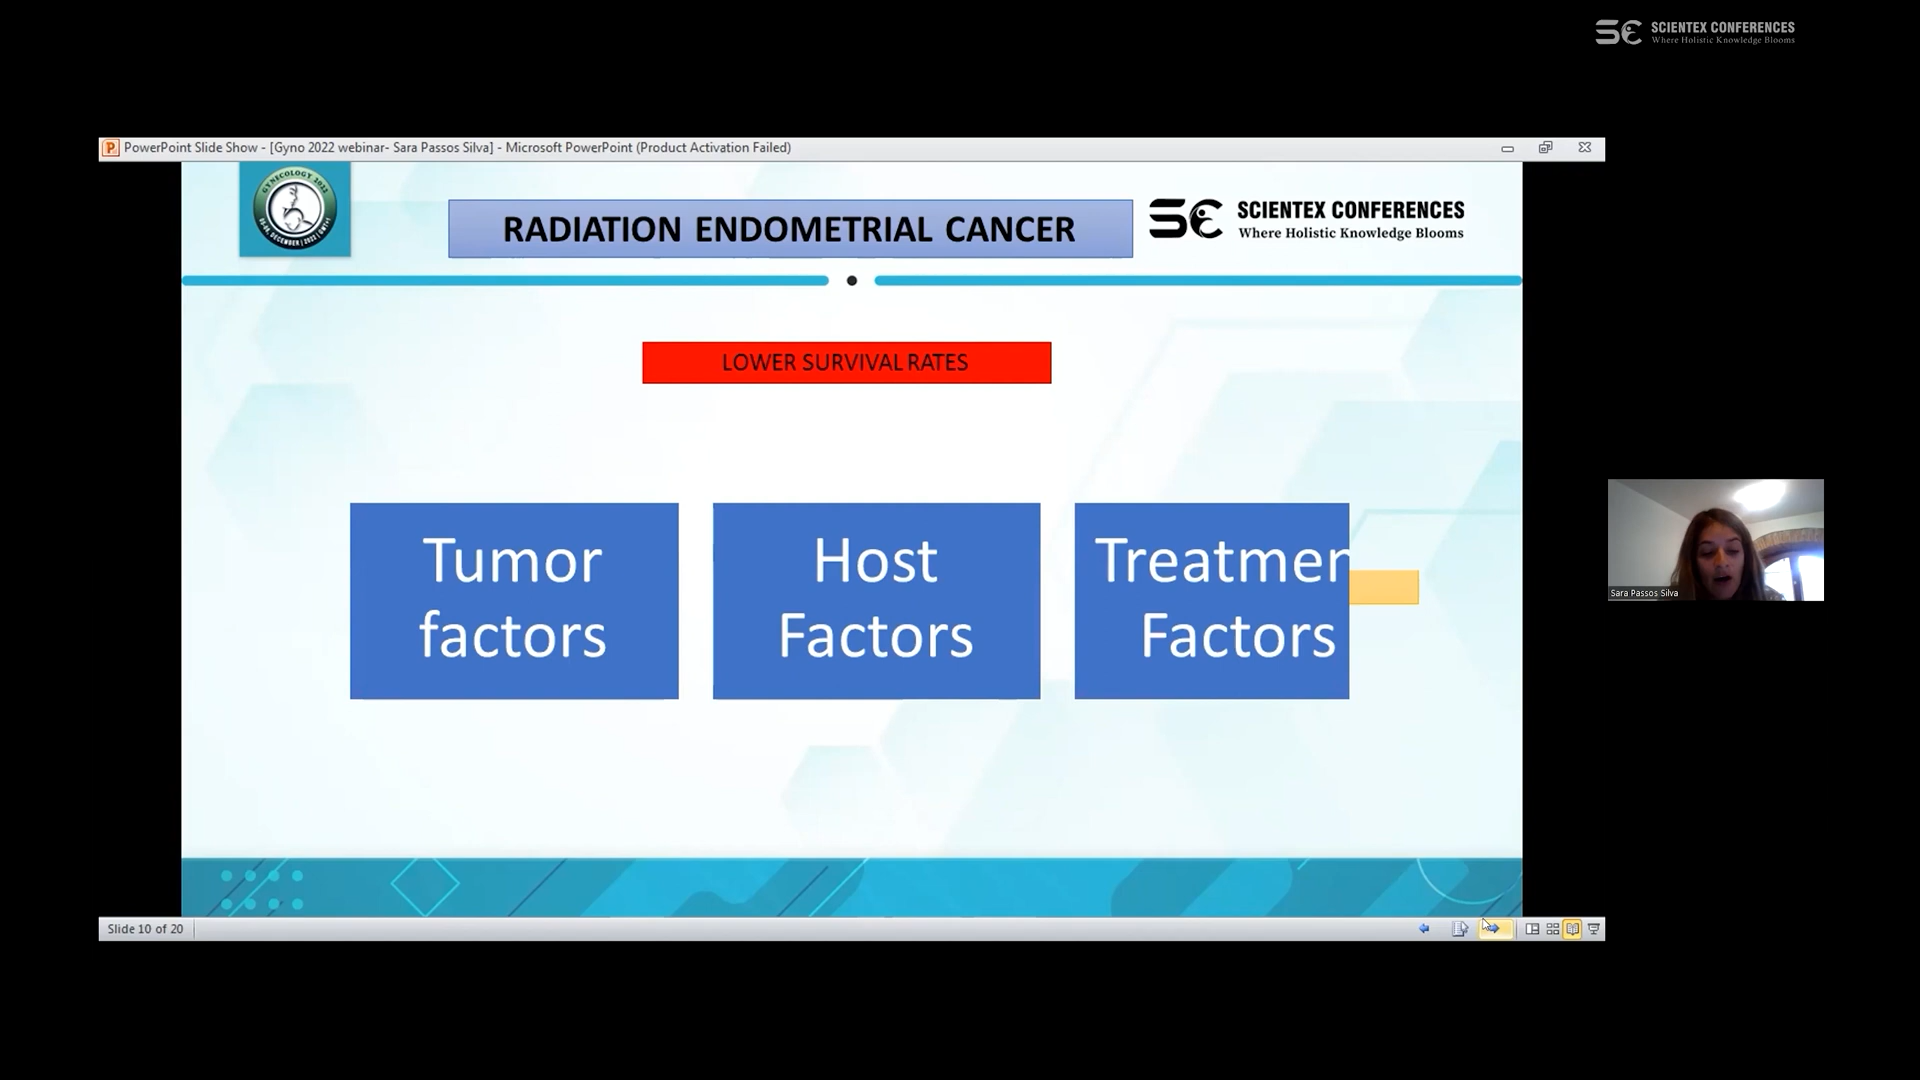 SCIENTEX CONFERENCES
Where Holistic Knowledge Blooms
PowerPoint Slide Show - [Gyno 2022 webinar- Sara Passos Silva] - Microsoft PowerPoint (Product Activation Failed)
GYNECOLOGY 2022
RADIATION ENDOMETRIAL CANCER
SCIENTEX CONFERENCES
Where Holistic Knowledge Blooms
LOWER SURVIVAL RATES
Tumor
factors
Host
Factors
Treatmen
Factors
Sara Passos Silva
Slide 10 of 20